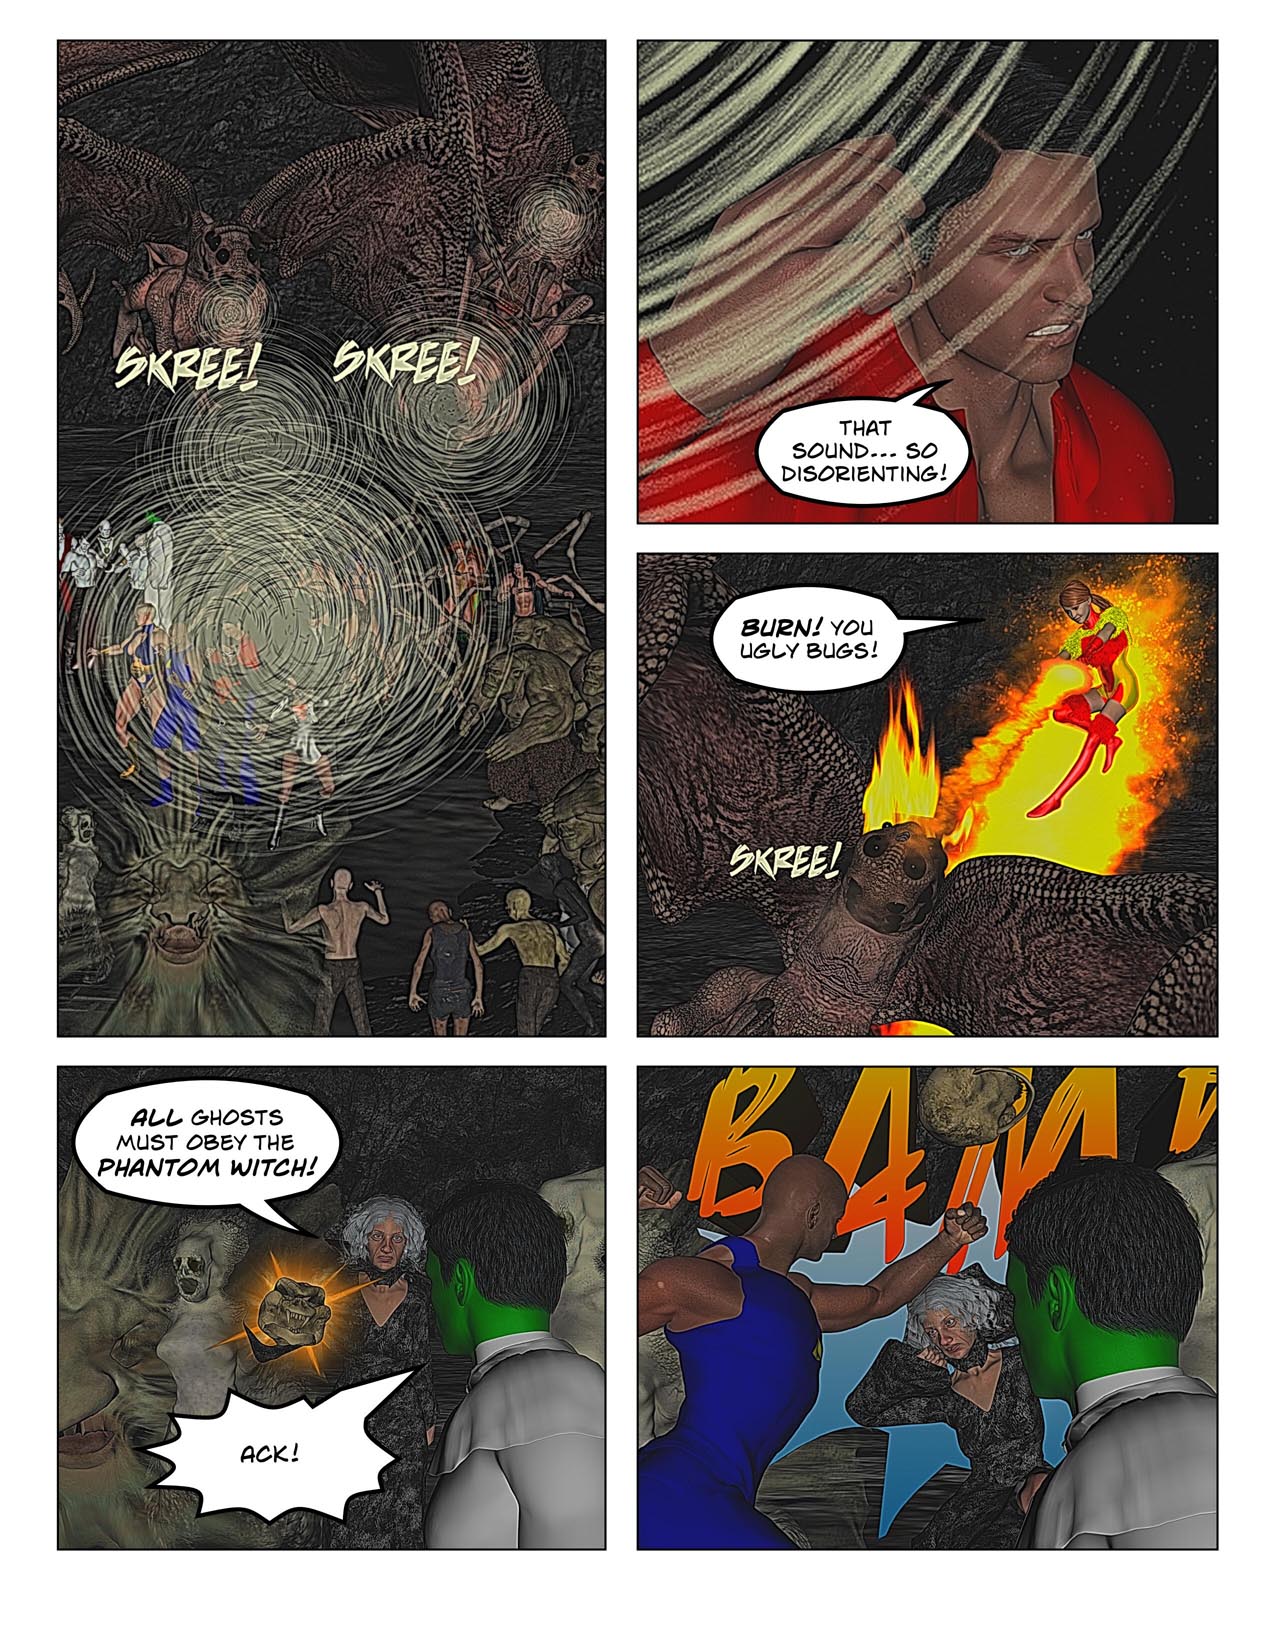 SKREE!
SKREE!
THAT
SOUND... SO
DISORIENTING!
BURN! YOU
UGLY BUGS!
SKREE!
ALL GHOSTS
MUST OBEY THE
PHANTOM WITCH!
ACK!